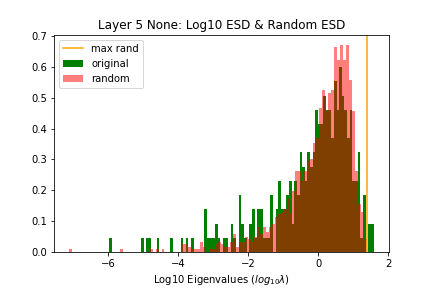 Layer 5 None: Log10 ESD & Random ESD
max rand
original
random
0.7
0.6
0.5
0.4
0.3
0.2
0.1
0.0
−6
−4
−2
0
2
Log10 Eigenvalues (log₁₀λ)